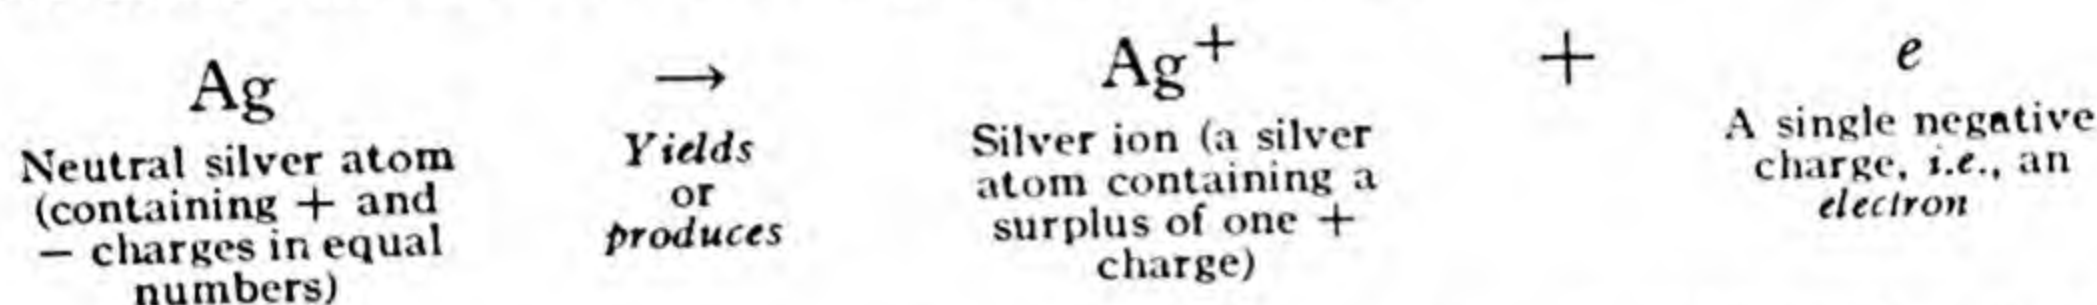 Ag → Ag⁺ + e
Neutral silver atom
(containing + and
— charges in equal
numbers)
Yields
or
produces
Silver ion (a silver
atom containing a
surplus of one +
charge)
A single negative
charge, i.e., an
electron